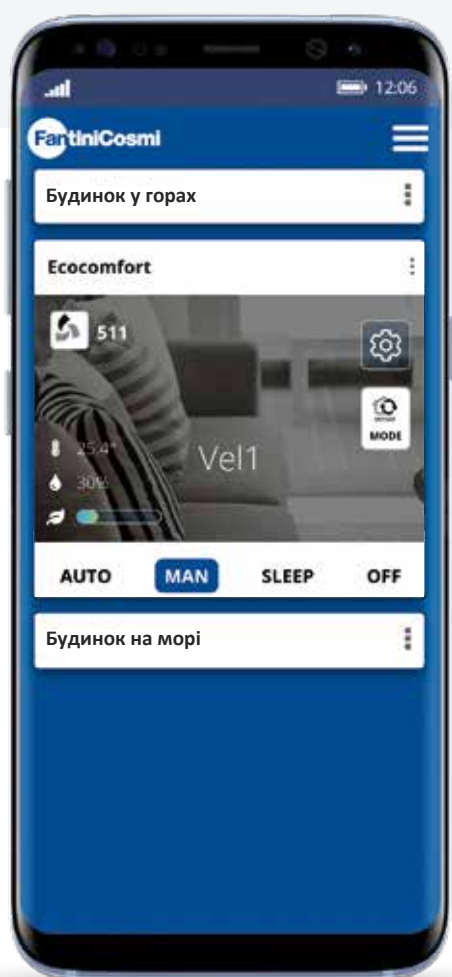 12:06
FantiniCosmi
Будинок у горах
Ecocomfort
511
MODE
25.4°
Vel1
30%
AUTO MAN SLEEP OFF
Будинок на морі